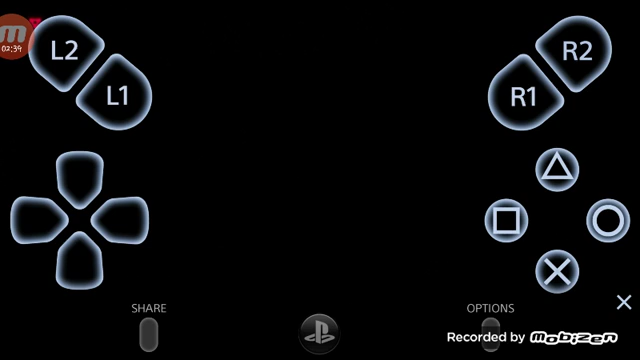 02:39
L2
L1
R2
R1
SHARE
OPTIONS
Recorded by mobizen